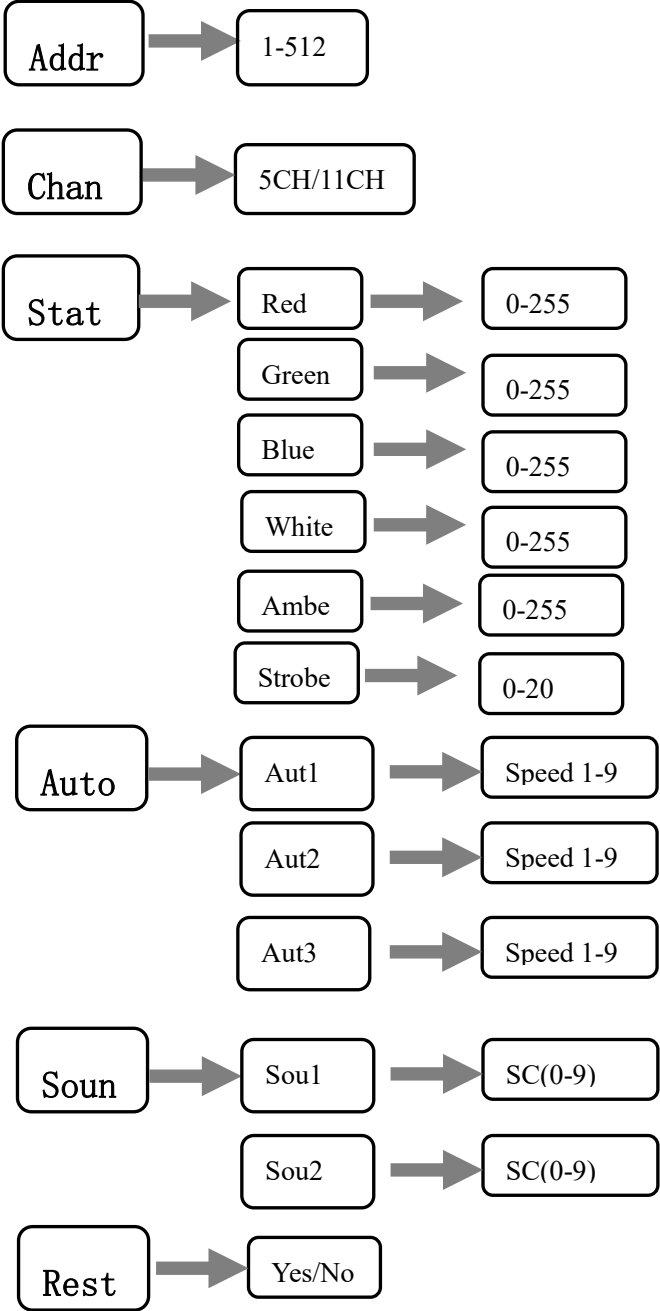 Addr
1-512
Chan
5CH/11CH
Stat
Red
0-255
Green
0-255
Blue
0-255
White
0-255
Ambe
0-255
Strobe
0-20
Auto
Aut1
Speed 1-9
Aut2
Speed 1-9
Aut3
Speed 1-9
Soun
Sou1
SC(0-9)
Sou2
SC(0-9)
Rest
Yes/No